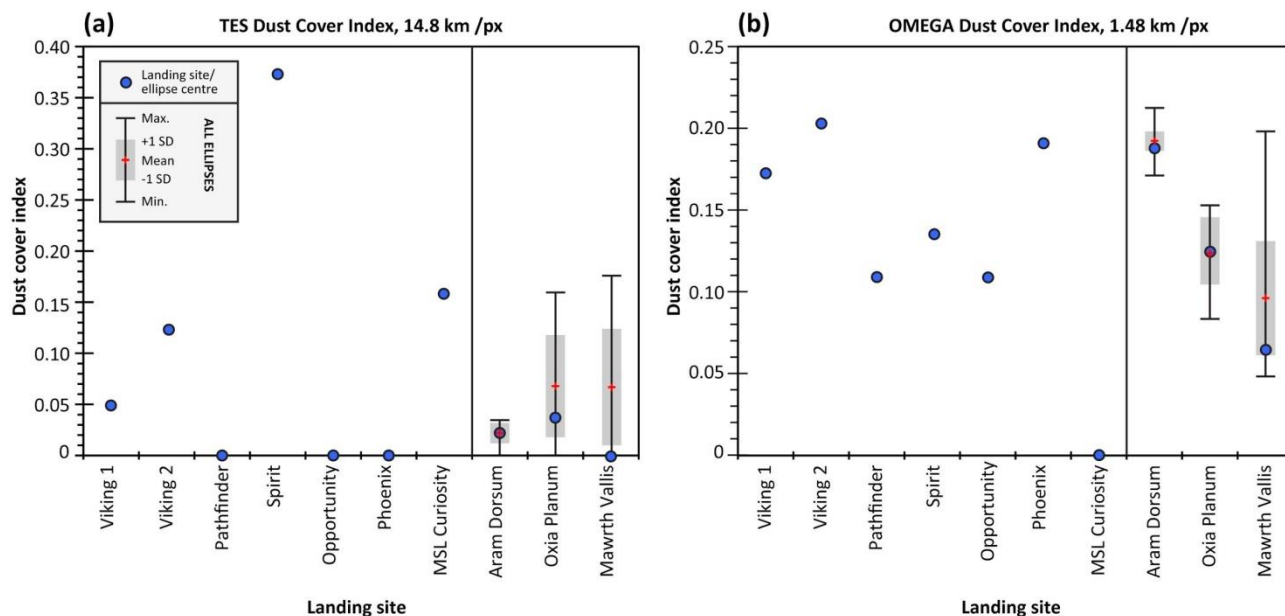 (a)
TES Dust Cover Index, 14.8 km /px
Dust cover index
0.40
0.35
0.30
0.25
0.20
0.15
0.10
0.05
0
Landing site/
ellipse centre
Max.
+1 SD
Mean
-1 SD
Min.
ALL ELLIPSES
Viking 1
Viking 2
Pathfinder
Spirit
Opportunity
Phoenix
MSL Curiosity
Aram Dorsum
Oxia Planum
Mawrth Vallis
Landing site
(b)
OMEGA Dust Cover Index, 1.48 km /px
Dust cover index
0.25
0.20
0.15
0.10
0.05
0
Viking 1
Viking 2
Pathfinder
Spirit
Opportunity
Phoenix
MSL Curiosity
Aram Dorsum
Oxia Planum
Mawrth Vallis
Landing site